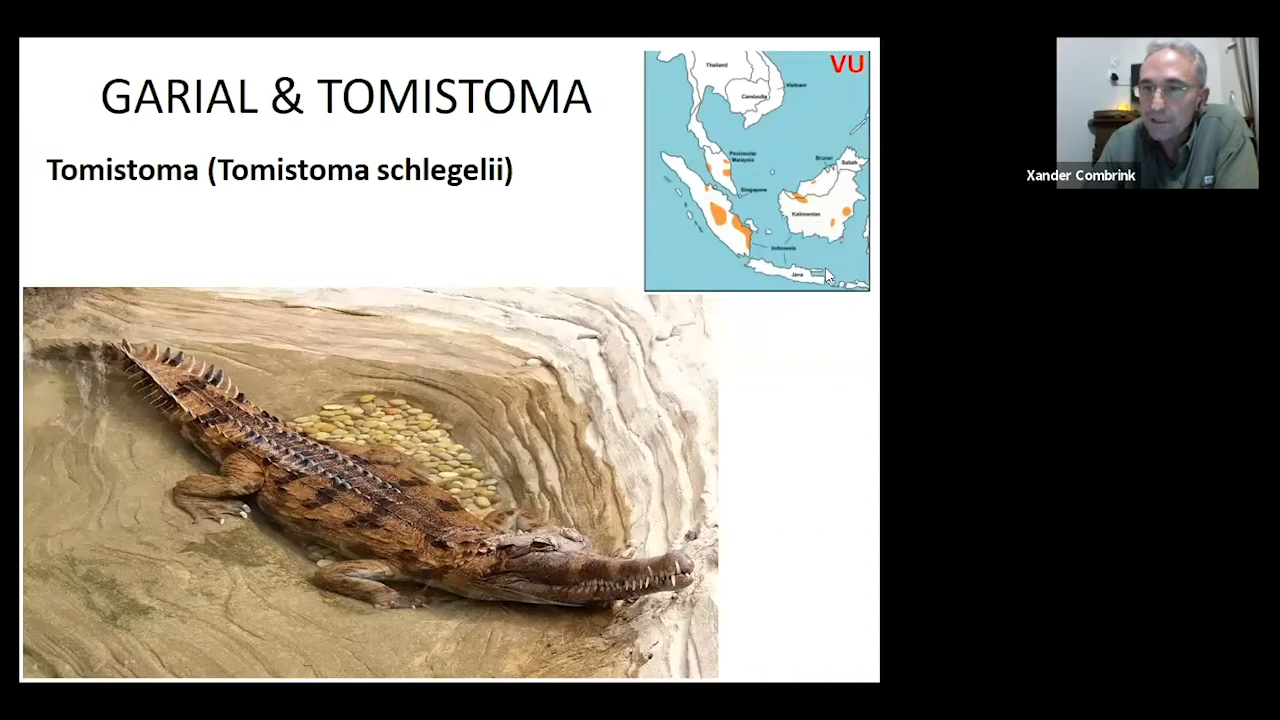 GARIAL & TOMISTOMA
Tomistoma (Tomistoma schlegelii)
VU
Thailand
Vietnam
Cambodia
Peninsular
Malaysia
Brunei
Sabah
Singapore
Kalimantan
Indonesia
Java
Xander Combrink